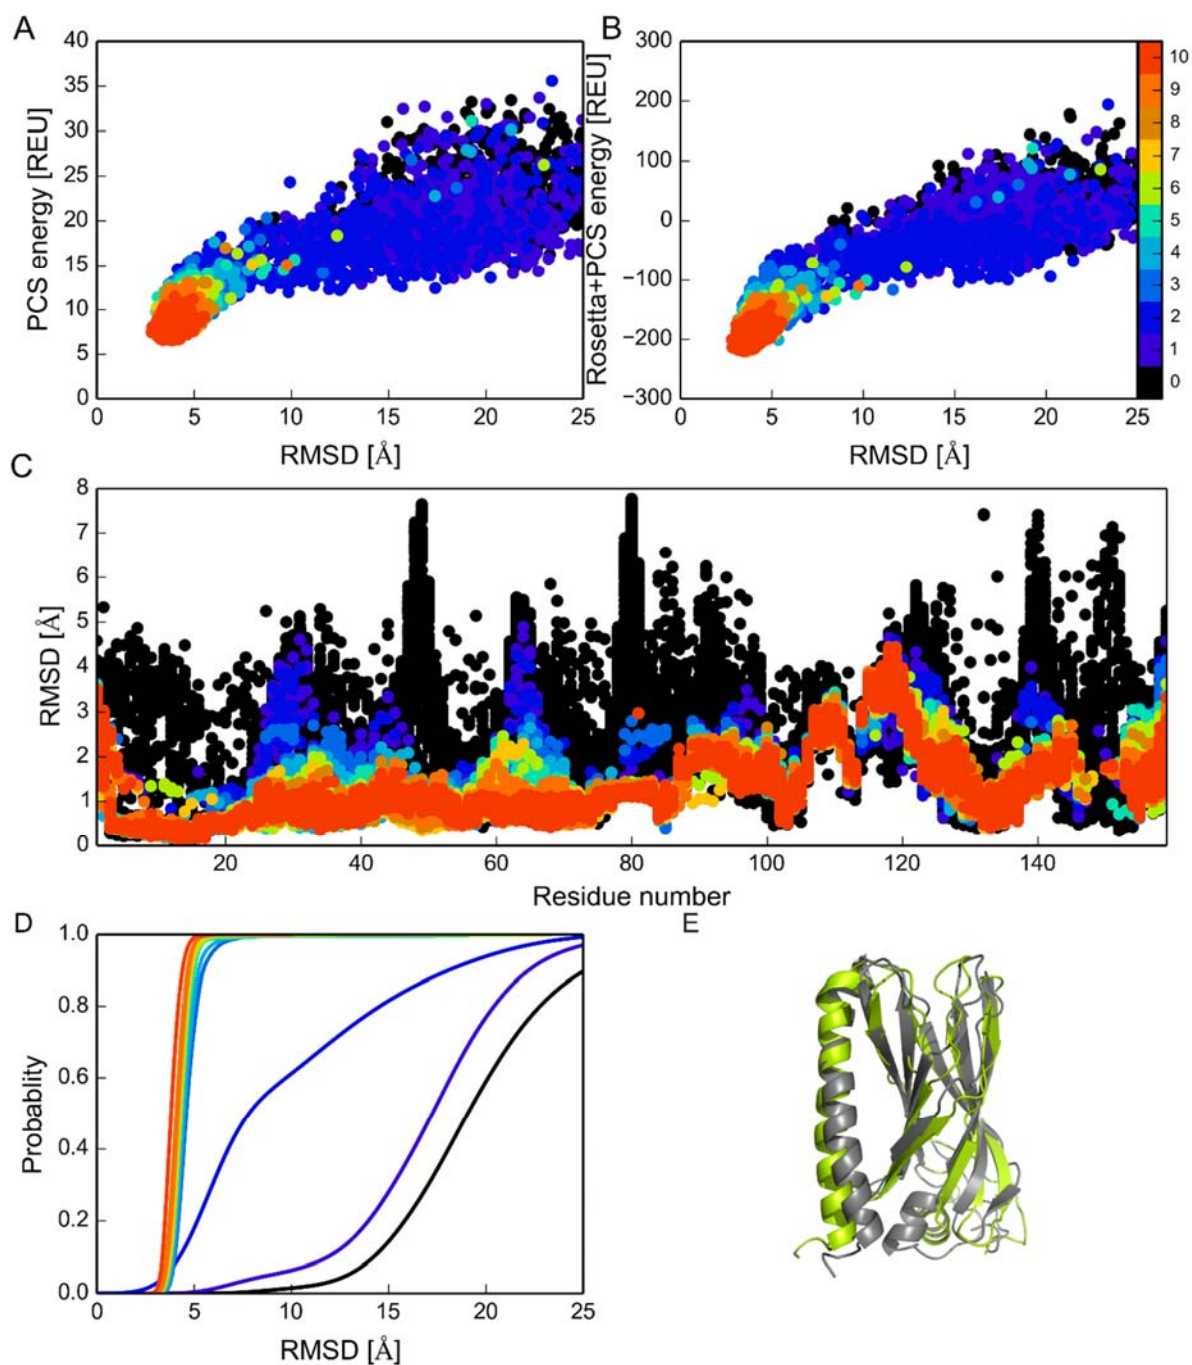 A
B
40
35
30
25
20
15
10
5
0
PCS energy [REU]
0 5 10 15 20 25
RMSD [Å]
300
200
100
0
−100
−200
−300
Rosetta+PCS energy [REU]
0 5 10 15 20 25
RMSD [Å]
10
9
8
7
6
5
4
3
2
1
0
C
8
7
6
5
4
3
2
1
0
RMSD [Å]
20 40 60 80 100 120 140
Residue number
D
1.0
0.8
0.6
0.4
0.2
0.0
Probablity
0 5 10 15 20 25
RMSD [Å]
E